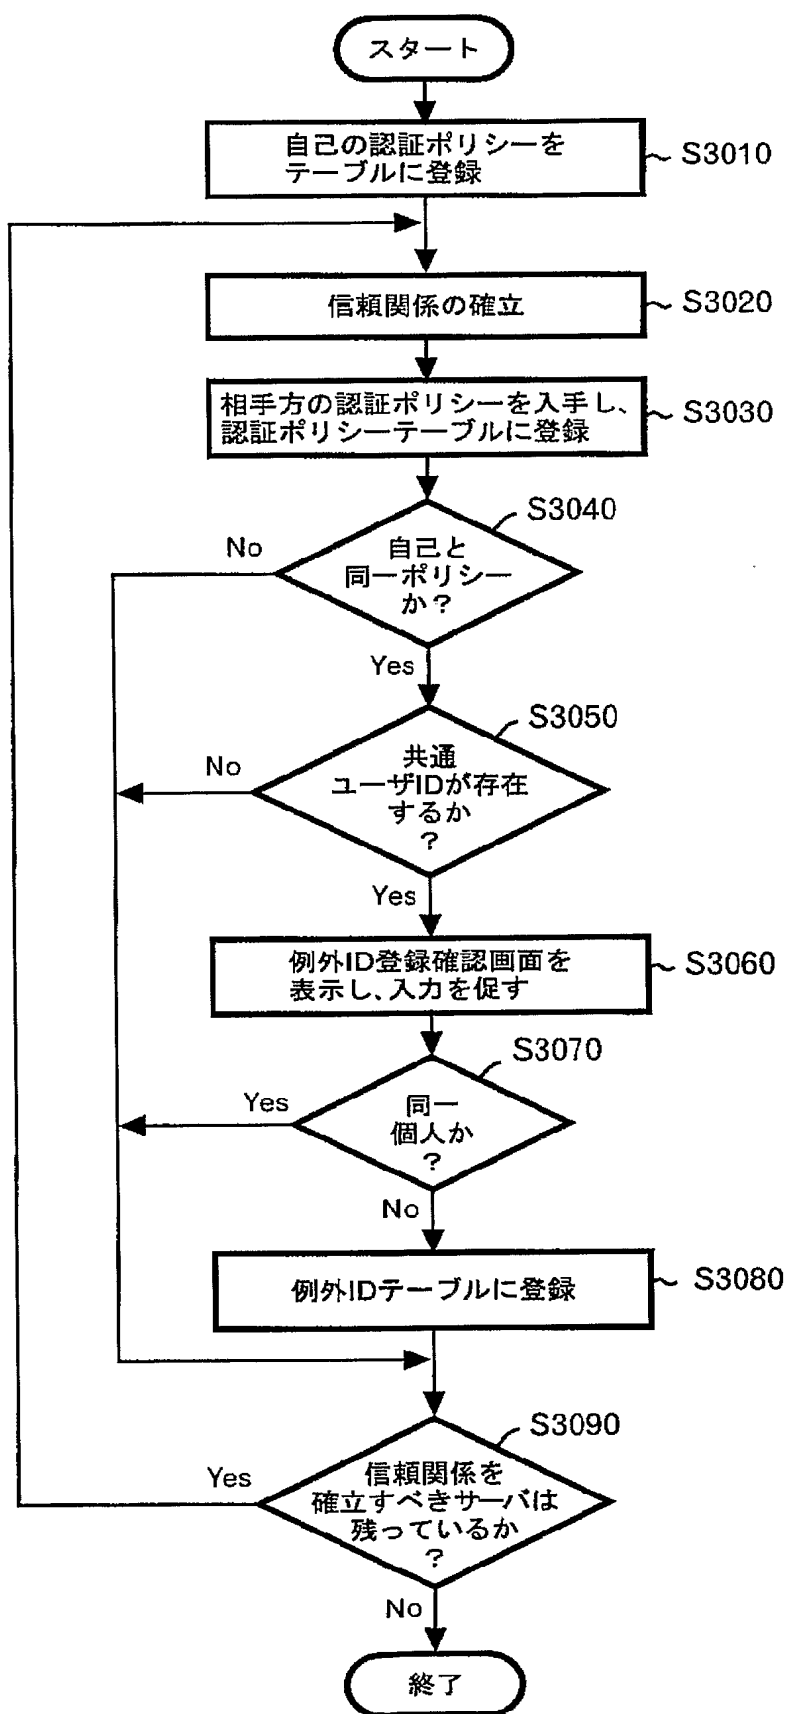 スタート
自己の認証ポリシーを
テーブルに登録
S3010
信頼関係の確立
S3020
相手方の認証ポリシーを入手し、
認証ポリシーテーブルに登録
S3030
S3040
No
自己と
同一ポリシー
か？
Yes
S3050
No
共通
ユーザIDが存在
するか
？
Yes
例外ID登録確認画面を
表示し、入力を促す
S3060
S3070
Yes
同一
個人か
？
No
例外IDテーブルに登録
S3080
S3090
Yes
信頼関係を
確立すべきサーバは
残っているか
？
No
終了